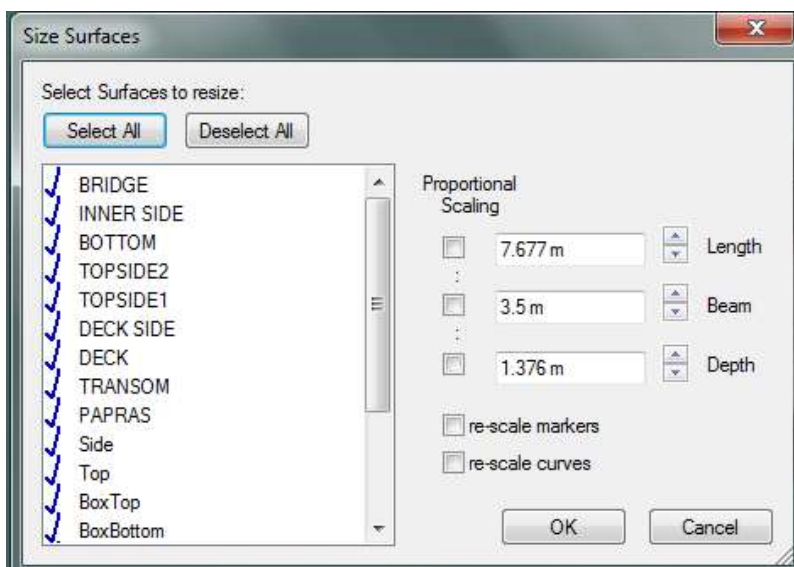 Size Surfaces
Select Surfaces to resize:
Select All
Deselect All
BRIDGE
INNER SIDE
BOTTOM
TOPSIDE2
TOPSIDE1
DECK SIDE
DECK
TRANSOM
PAPRAS
Side
Top
BoxTop
BoxBottom
Proportional
Scaling
7.677 m Length
:
3.5 m Beam
:
1.376 m Depth
re-scale markers
re-scale curves
OK
Cancel